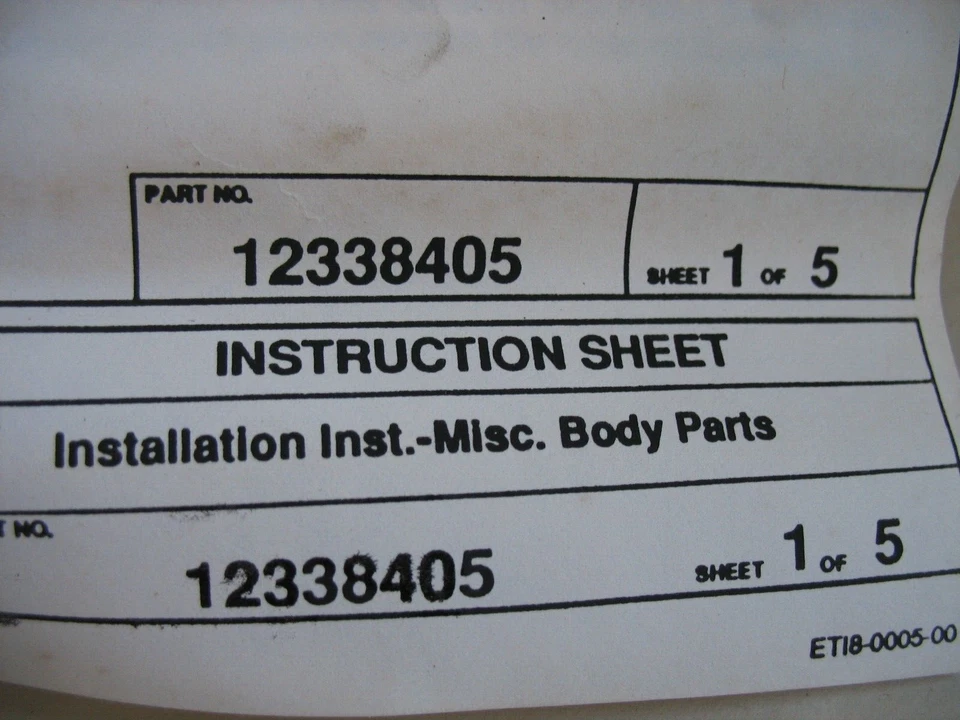 PART NO.
12338405
SHEET 1 OF 5
INSTRUCTION SHEET
Installation Inst.-Misc. Body Parts
T NO.
12338405
SHEET 1 OF 5
ETI8-0005-00